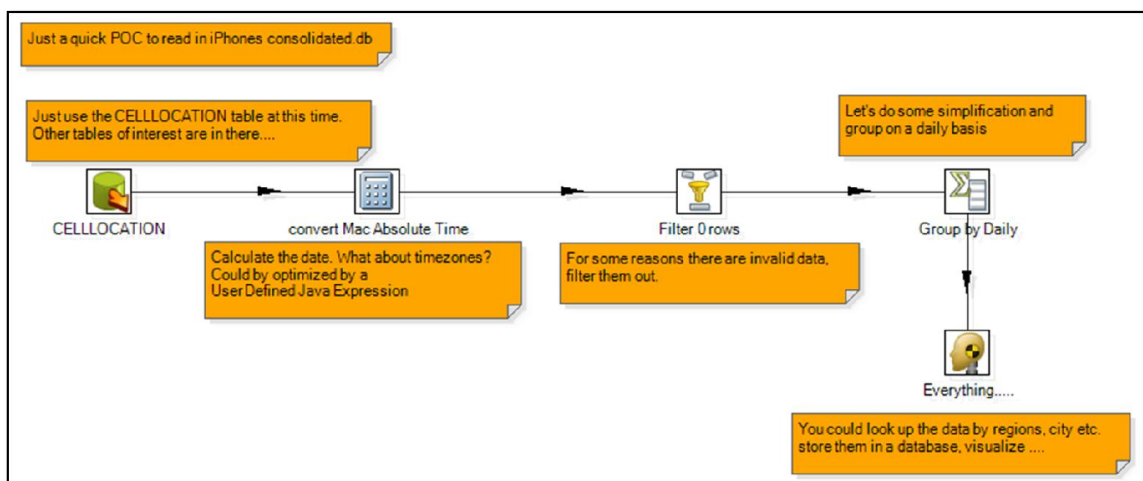 Just a quick POC to read in iPhones consolidated.db
Just use the CELLLOCATION table at this time.
Other tables of interest are in there....
Let's do some simplification and
group on a daily basis
CELLLOCATION
convert Mac Absolute Time
Filter 0 rows
Group by Daily
Calculate the date. What about timezones?
Could by optimized by a
User Defined Java Expression
For some reasons there are invalid data,
filter them out.
Everything.....
You could look up the data by regions, city etc.
store them in a database, visualize ....